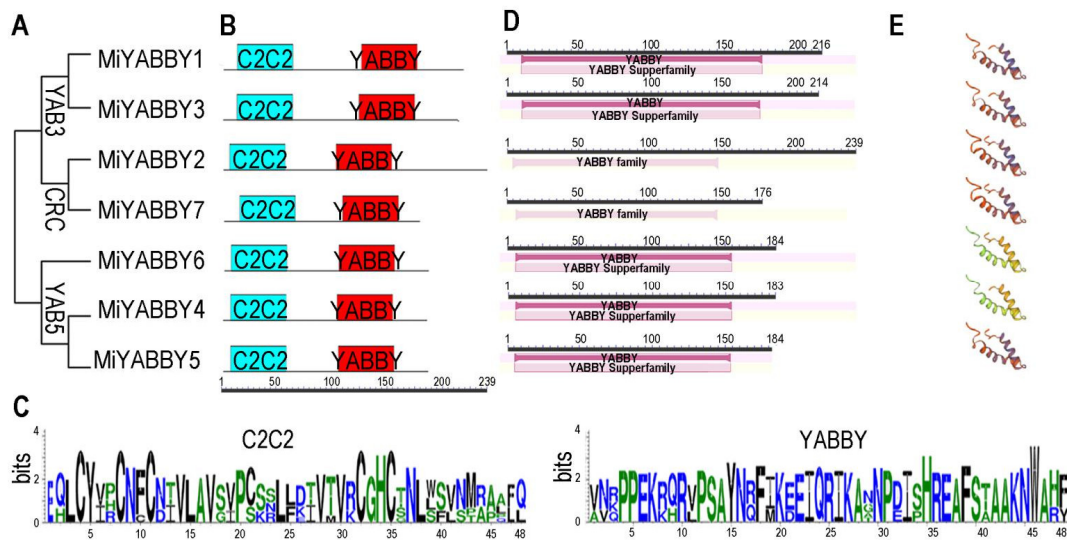 A
B
D
E
MiYABBY1
MiYABBY3
MiYABBY2
MiYABBY7
MiYABBY6
MiYABBY4
MiYABBY5
YAB3
CRC
YAB5
C2C2 YABBY
C2C2 YABBY
C2C2 YABBY
C2C2 YABBY
C2C2 YABBY
C2C2 YABBY
C2C2 YABBY
1 50 100 150 200 239
1 50 100 150 200 216
YABBY
YABBY Supperfamily
1 50 100 150 200 214
YABBY
YABBY Supperfamily
1 50 100 150 200 239
YABBY family
1 50 100 150 176
YABBY family
1 50 100 150 184
YABBY
YABBY Supperfamily
1 50 100 150 183
YABBY
YABBY Supperfamily
1 50 100 150 184
YABBY
YABBY Supperfamily
C
C2C2
bits
4
2
0
5 10 15 20 25 30 35 40 45 48
YABBY
bits
4
2
0
5 10 15 20 25 30 35 40 45 48